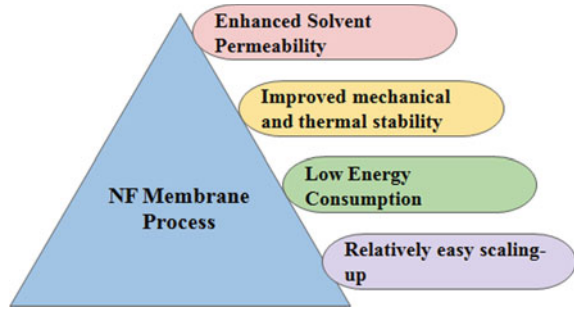 Enhanced Solvent
Permeability
Improved mechanical
and thermal stability
Low Energy
Consumption
NF Membrane
Process
Relatively easy scaling-
up